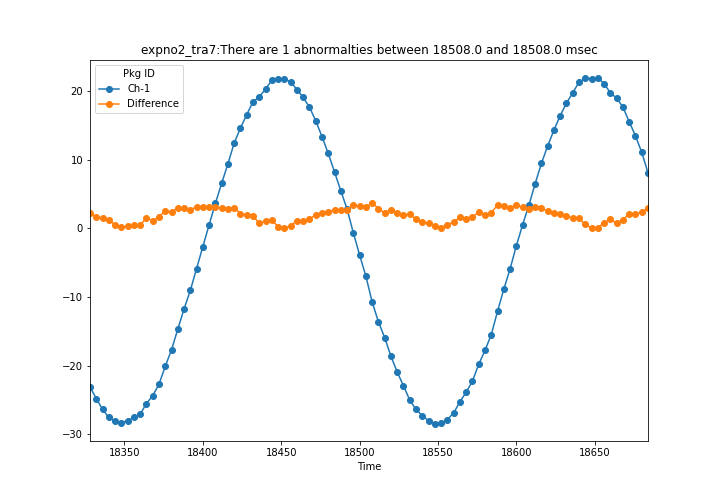 expno2_tra7:There are 1 abnormalties between 18508.0 and 18508.0 msec
Pkg ID
Ch-1
Difference
20
10
0
−10
−20
−30
18350 18400 18450 18500 18550 18600 18650
Time